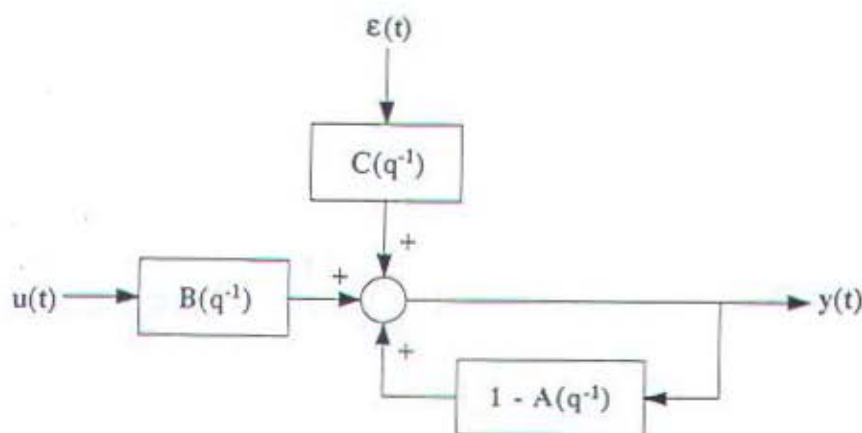 ε(t)
C(q⁻¹)
+
u(t)
B(q⁻¹)
+
y(t)
+
1 - A(q⁻¹)